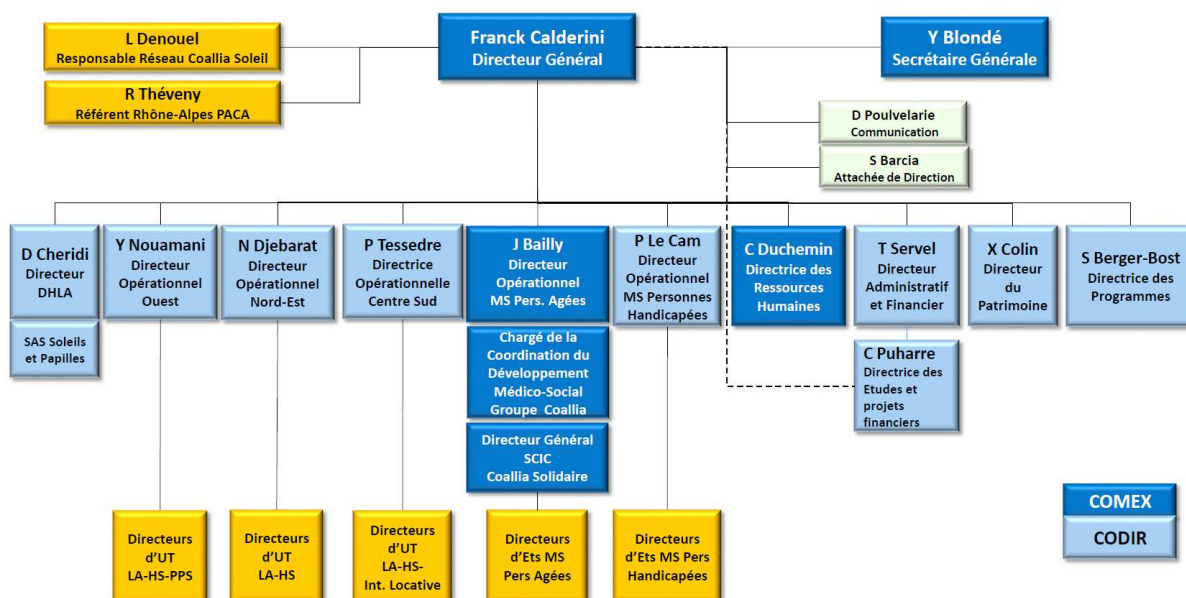 L Denouel
Responsable Réseau Coallia Soleil
R Théveny
Référent Rhône-Alpes PACA
Franck Calderini
Directeur Général
Y Blondé
Secrétaire Générale
D Poulvelarie
Communication
S Barcia
Attachée de Direction
D Cheridi
Directeur
DHLA
SAS Soleils
et Papilles
Y Nouamani
Directeur
Opérationnel
Ouest
N Djebarat
Directeur
Opérationnel
Nord-Est
P Tessedre
Directrice
Opérationnelle
Centre Sud
J Bailly
Directeur
Opérationnel
MS Pers. Agées
Chargé de la
Coordination du
Développement
Médico-Social
Groupe Coallia
Directeur Général
SCIC
Coallia Solidaire
P Le Cam
Directeur
Opérationnel
MS Personnes
Handicapées
C Duchemin
Directrice des
Ressources
Humaines
T Servel
Directeur
Administratif
et Financier
C Puharre
Directrice des
Etudes et
projets
financiers
X Colin
Directeur
du
Patrimoine
S Berger-Bost
Directrice des
Programmes
Directeurs
d'UT
LA-HS-PPS
Directeurs
d'UT
LA-HS
Directeurs
d'UT
LA-HS-
Int. Locative
Directeurs
d'Ets MS
Pers Agées
Directeurs
d'Ets MS Pers
Handicapées
COMEX
CODIR